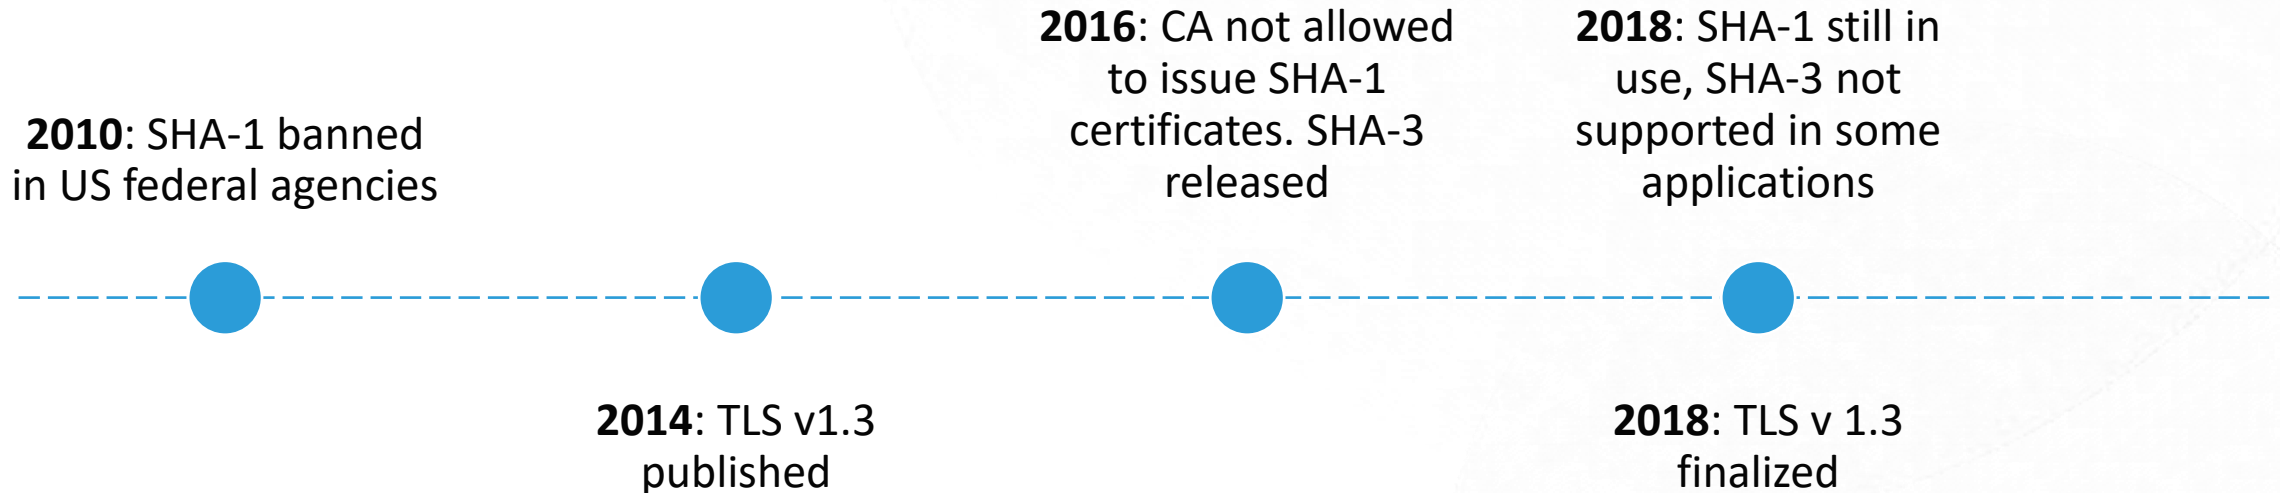 2010: SHA-1 banned
in US federal agencies
2014: TLS v1.3
published
2016: CA not allowed
to issue SHA-1
certificates. SHA-3
released
2018: SHA-1 still in
use, SHA-3 not
supported in some
applications
2018: TLS v 1.3
finalized